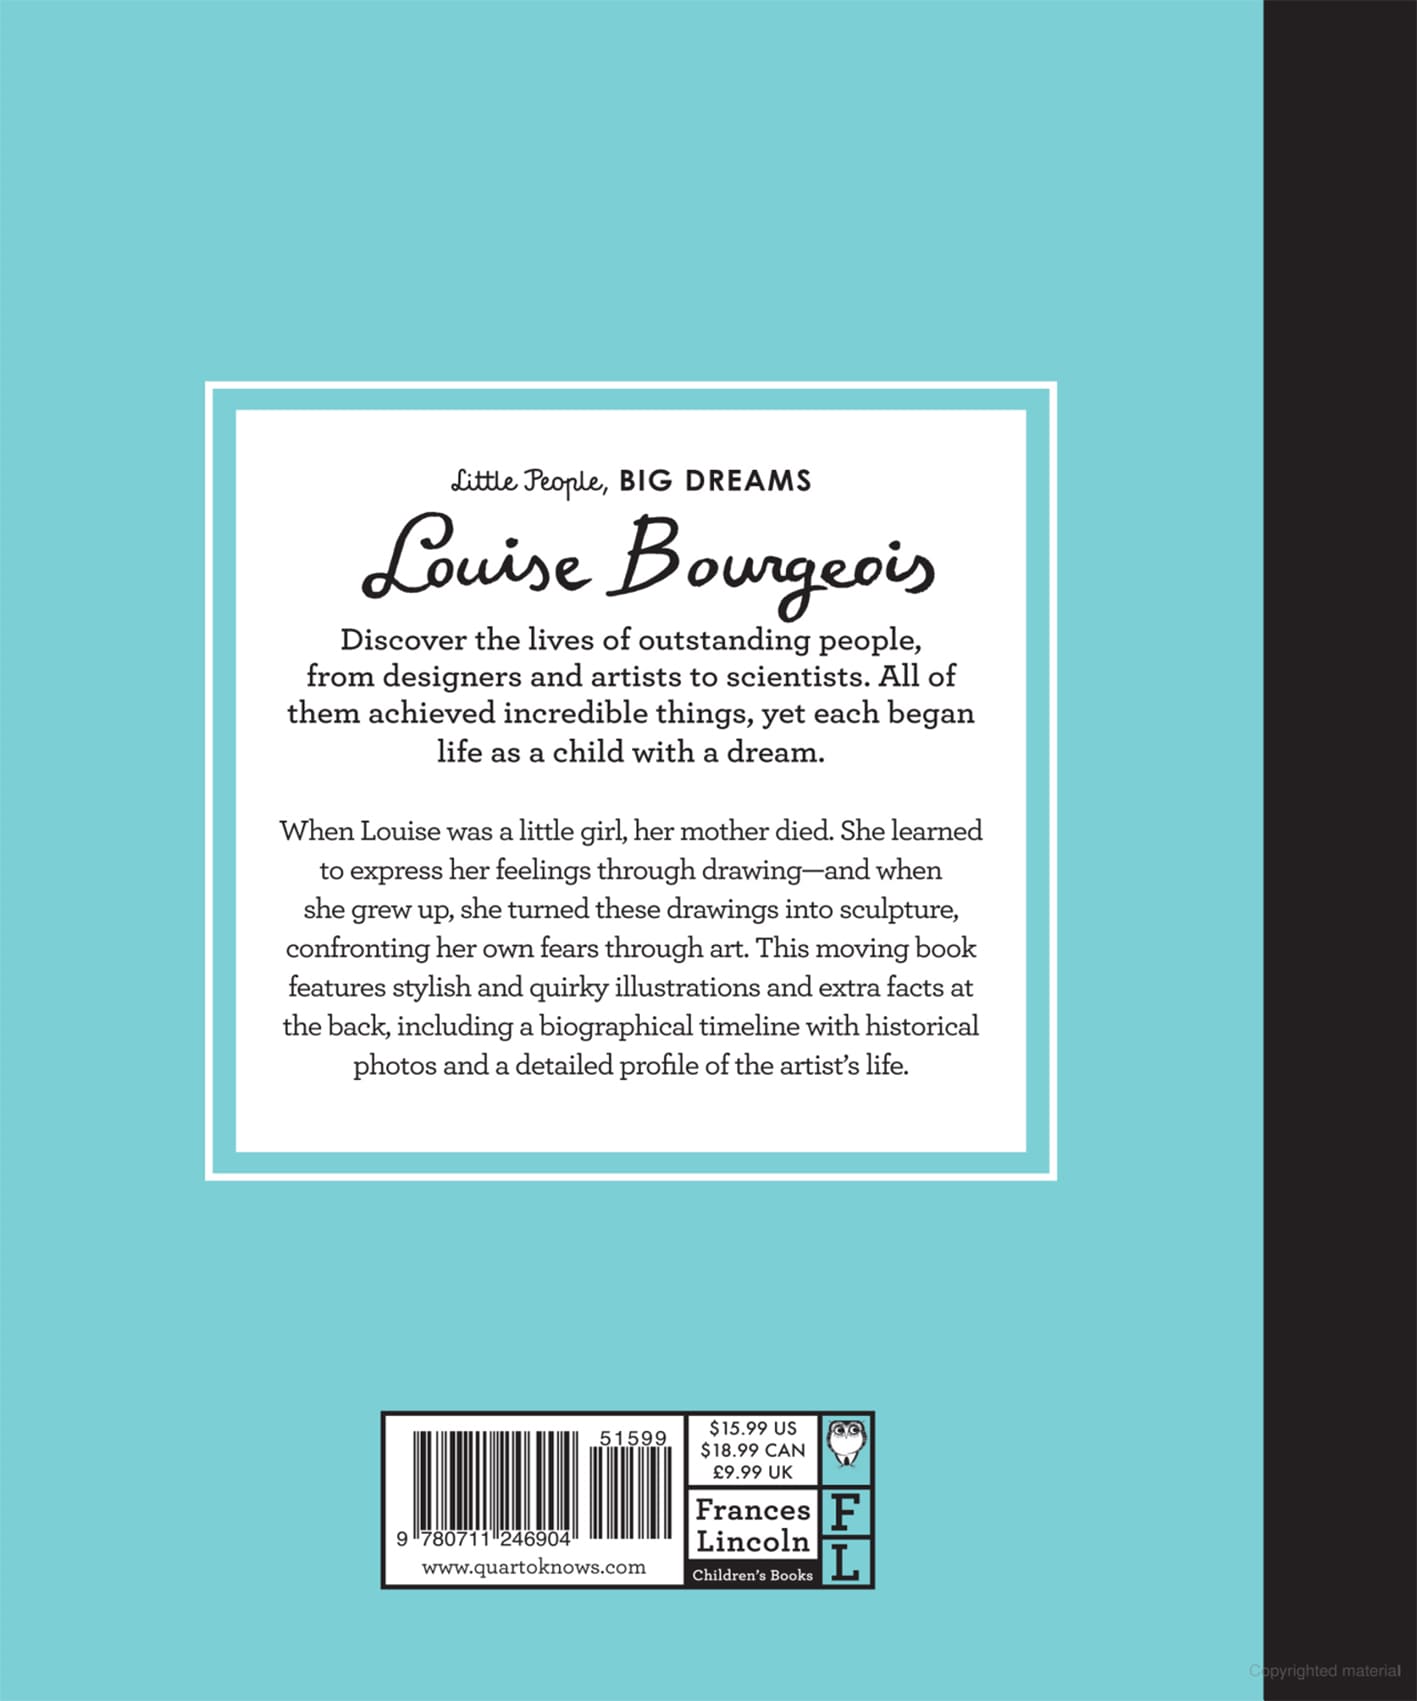 Little People, BIG DREAMS
Louise Bourgeois
Discover the lives of outstanding people,
from designers and artists to scientists. All of
them achieved incredible things, yet each began
life as a child with a dream.
When Louise was a little girl, her mother died. She learned
to express her feelings through drawing—and when
she grew up, she turned these drawings into sculpture,
confronting her own fears through art. This moving book
features stylish and quirky illustrations and extra facts at
the back, including a biographical timeline with historical
photos and a detailed profile of the artist’s life.
51599
9 780711 246904
www.quartoknows.com
$15.99 US
$18.99 CAN
£9.99 UK
Frances
Lincoln
Children’s Books
F
L
Copyrighted material